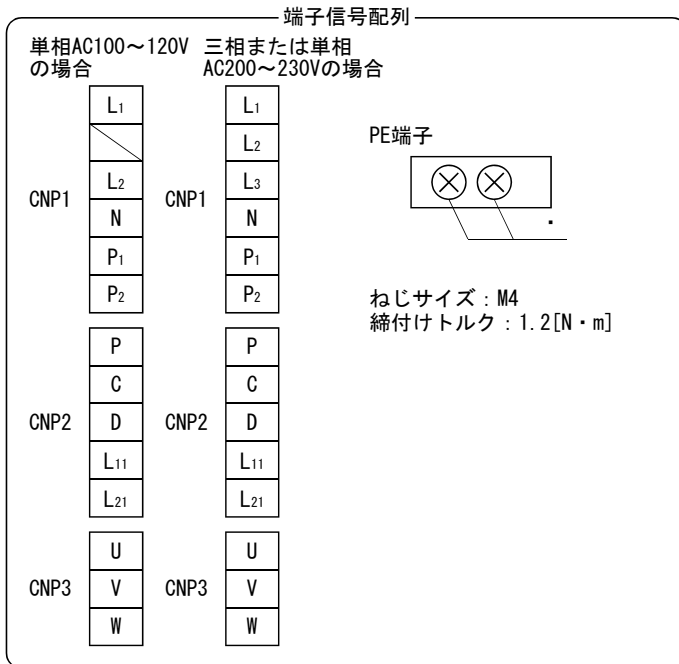 端子信号配列
単相AC100～120V
の場合
三相または単相
AC200～230Vの場合
CNP1
L1
L2
N
P1
P2
CNP1
L1
L2
L3
N
P1
P2
CNP2
P
C
D
L11
L21
CNP2
P
C
D
L11
L21
CNP3
U
V
W
CNP3
U
V
W
PE端子
ねじサイズ：M4
締付けトルク：1.2[N・m]